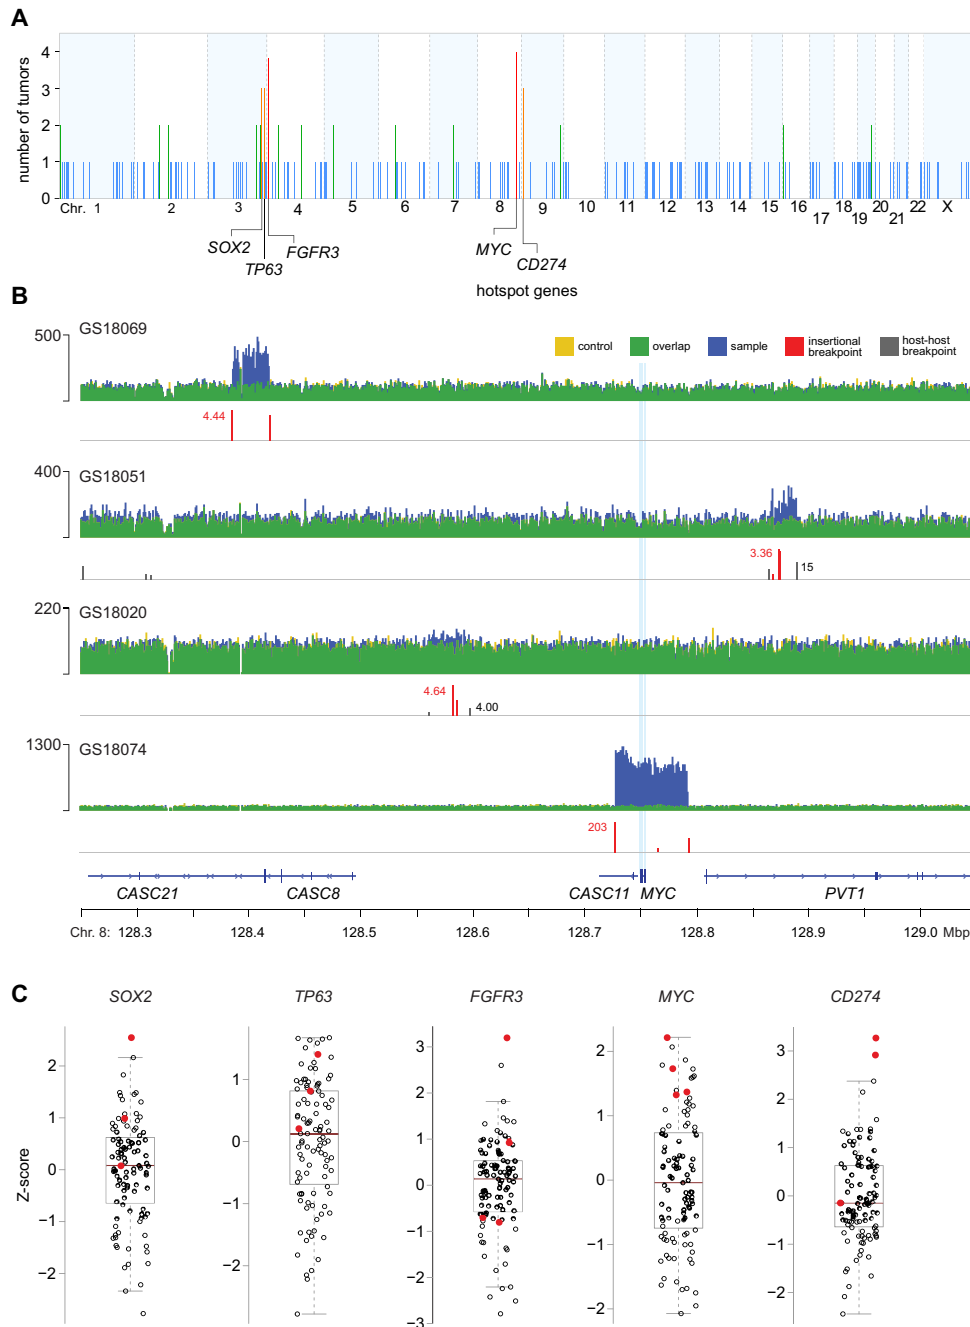 A
number of tumors
4
3
2
1
0
Chr. 1 2 3 4 5 6 7 8 9 10 11 12 13 14 15 16 17 18 19 20 21 22 X
SOX2
TP63
FGFR3
MYC
CD274
hotspot genes
B
GS18069
500
control
overlap
sample
insertional breakpoint
host-host breakpoint
4.44
GS18051
400
3.36
15
GS18020
220
4.64
4.00
GS18074
1300
203
CASC21
CASC8
CASC11
MYC
PVT1
Chr. 8: 128.3 128.4 128.5 128.6 128.7 128.8 128.9 129.0 Mbp
C
SOX2
TP63
FGFR3
MYC
CD274
Z-score
2
1
0
−1
−2
1
0
−1
−2
3
2
1
0
−1
−2
−3
2
1
0
−1
−2
3
2
1
0
−1
−2